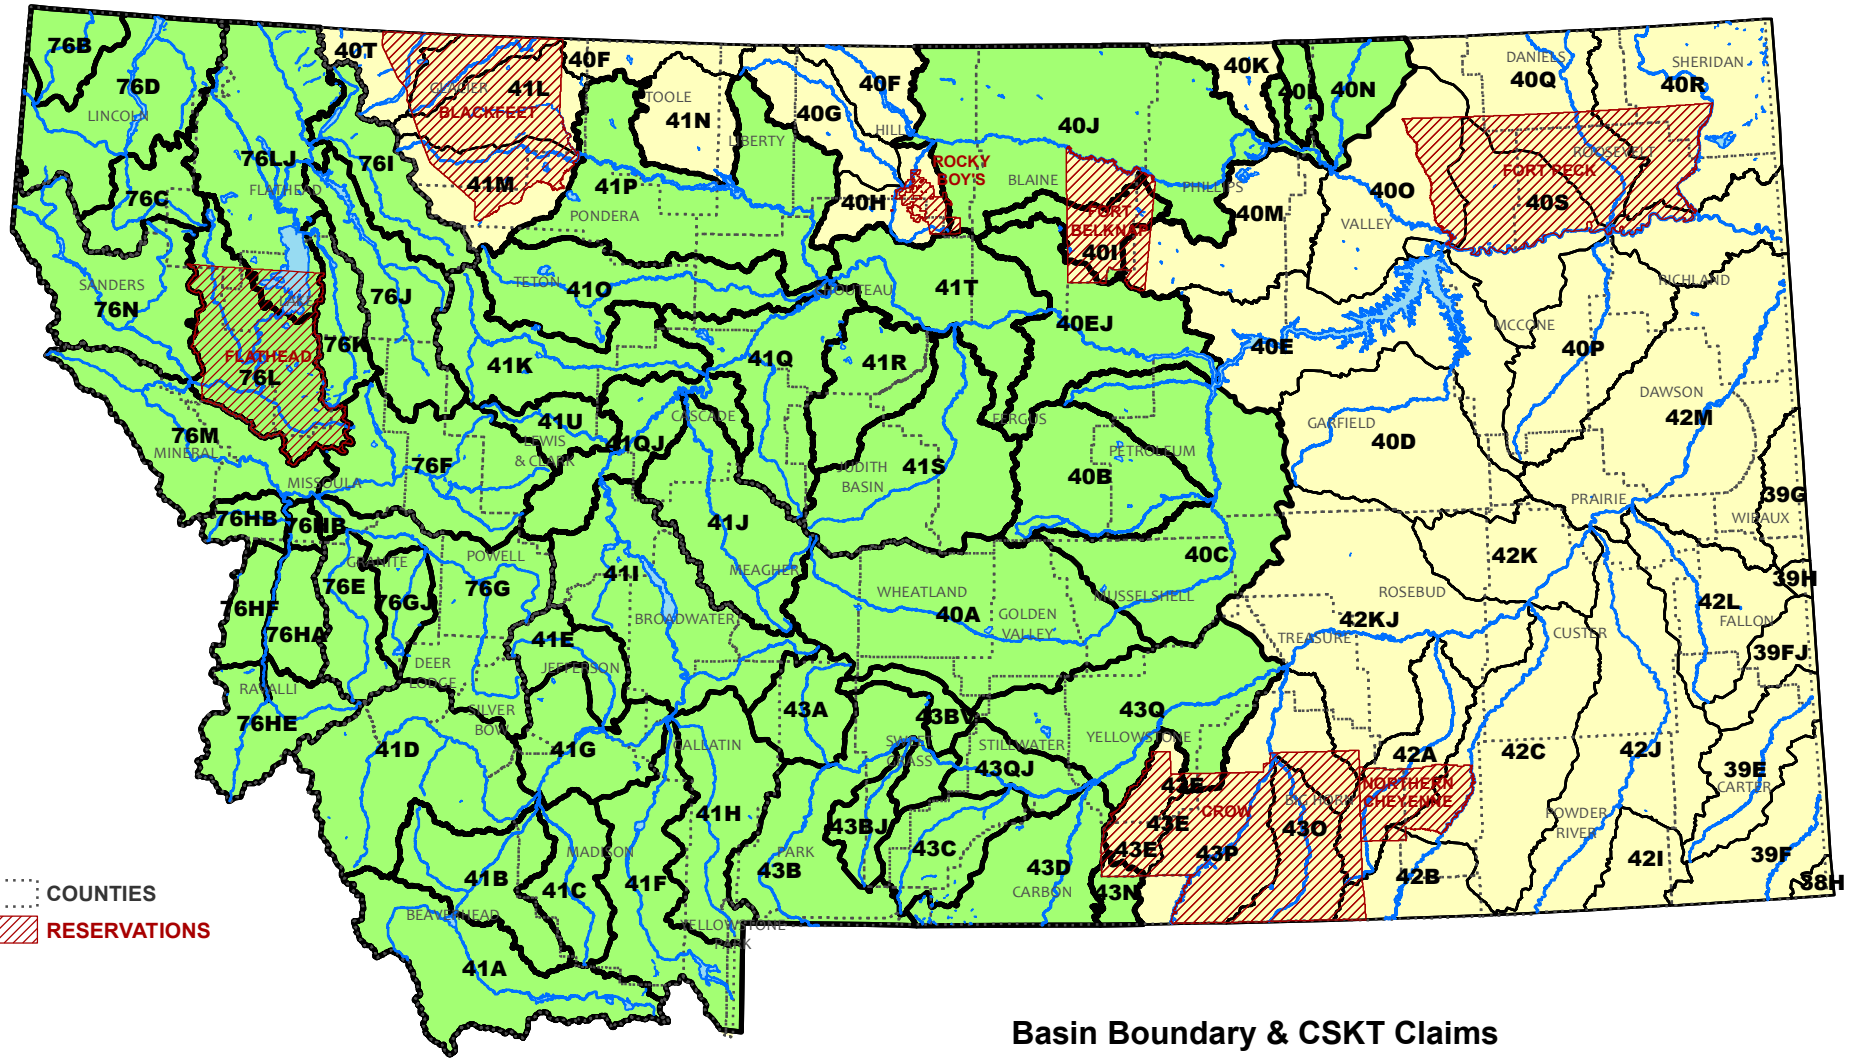 76B
40T
40F
40F
40K
DANIELS
SHERIDAN
76D
GLACIER
41L
TOOLE
40G
40N
40Q
40R
LINCOLN
BLACKFEET
41N
HILL
40J
LIBERTY
ROOSEVELT
76LJ
76I
ROCKY
BOY'S
FORT PECK
FLATHEAD
41M
41P
BLAINE
PHILLIPS
40O
76C
40H
40S
PONDERA
FORT
BELKNAP
40M
VALLEY
40I
SANDERS
76N
TETON
41O
CHOUTEAU
41T
RICHLAND
LAKE
76J
40EJ
MCCONE
FLATHEAD
76L
76K
41K
41Q
41R
40E
40P
DAWSON
42M
76M
MINERAL
41U
LEWIS
& CLARK
CASCADE
41QJ
FERGUS
GARFIELD
40D
76F
JUDITH
BASIN
41S
PETROLEUM
40B
MISSOULA
PRAIRIE
39G
WIBAUX
76HB
76HB
41J
GRANITE
POWELL
40C
42K
76E
76GJ
76G
41I
MEAGHER
WHEATLAND
MUSSELSHELL
ROSEBUD
39H
76HF
76HA
BROADWATER
40A
GOLDEN
VALLEY
42KJ
42L
FALLON
41E
JEFFERSON
TREASURE
CUSTER
39FJ
DEER
LODGE
RAVALLI
76HE
SILVER
BOW
43A
43BV
43Q
41D
41G
GALLATIN
SWEET
GRASS
STILLWATER
YELLOWSTONE
42A
42C
42J
43QJ
39E
CARTER
43E
NORTHERN
CHEYENNE
41H
43BJ
43E
CROW
BIG HORN
43O
POWDER
RIVER
MADISON
PARK
43C
43E
43P
42I
39F
41B
41C
41F
43B
43D
CARBON
43N
42B
38H
COUNTIES
BEAVERHEAD
RESERVATIONS
YELLOWSTONE
PARK
41A
Basin Boundary & CSKT Claims